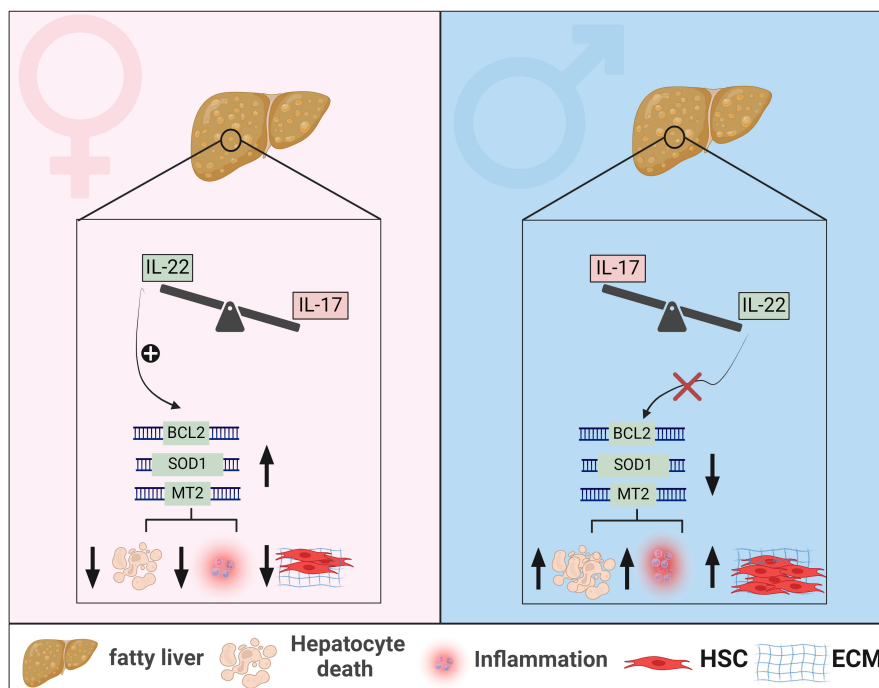 IL-22
IL-17
BCL2
SOD1
MT2
IL-17
IL-22
BCL2
SOD1
MT2
fatty liver
Hepatocyte
death
Inflammation
HSC
ECM